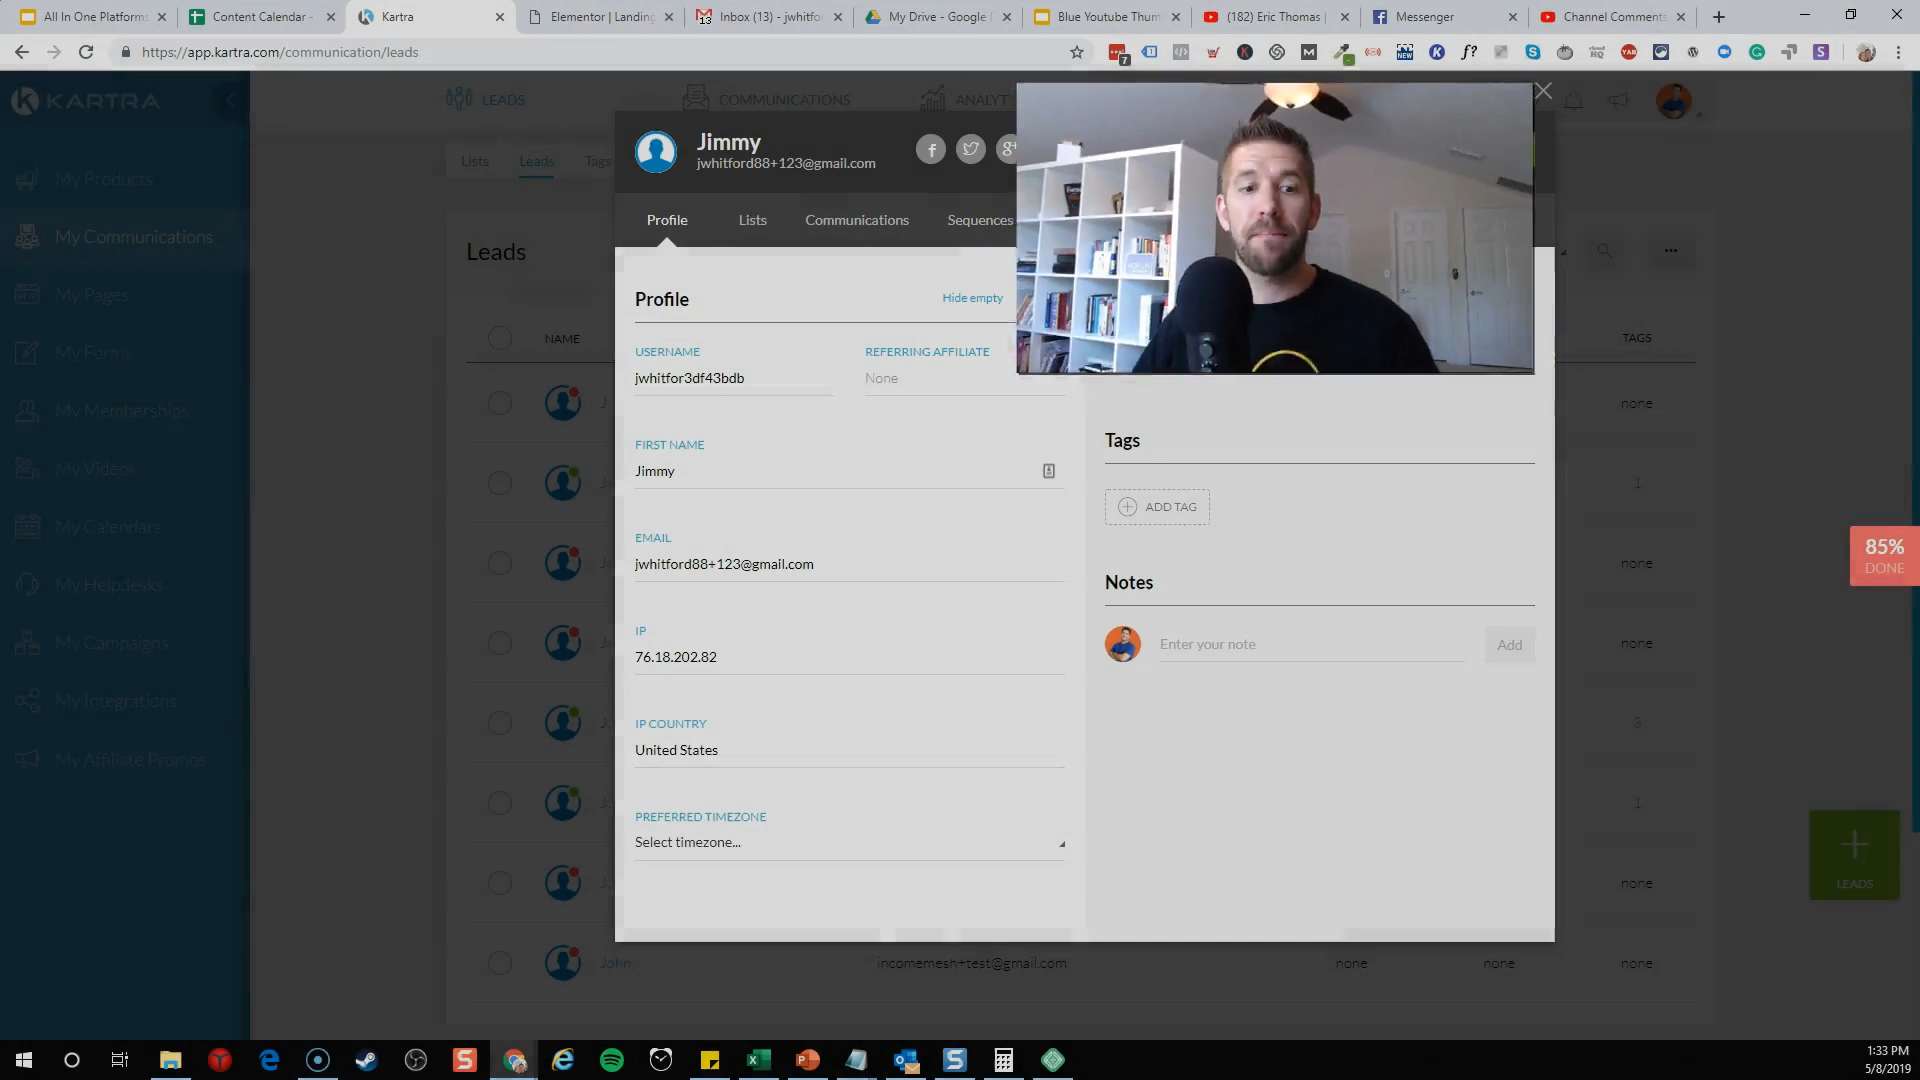 All In One Platforms
Content Calendar -
Kartra
Elementor | Landing
Inbox (13) - jwhitfor
My Drive - Google
Blue Youtube Thum
(182) Eric Thomas |
Messenger
Channel Comments
https://app.kartra.com/communication/leads
KARTRA
LEADS
COMMUNICATIONS
ANALYT
Lists
Leads
Tags
My Products
My Communications
My Pages
My Forms
My Memberships
My Videos
My Calendars
My Helpdesks
My Campaigns
My Integrations
My Affiliate Promos
Leads
NAME
TAGS
Jimmy
jwhitford88+123@gmail.com
Profile
Lists
Communications
Sequences
Profile
Hide empty
USERNAME
jwhitfor3df43bdb
REFERRING AFFILIATE
None
FIRST NAME
Jimmy
EMAIL
jwhitford88+123@gmail.com
IP
76.18.202.82
IP COUNTRY
United States
PREFERRED TIMEZONE
Select timezone...
Tags
ADD TAG
Notes
Enter your note
Add
none
1
none
none
3
1
none
John
incomemesh+test@gmail.com
none
none
none
85%
DONE
LEADS
1:33 PM
5/8/2019